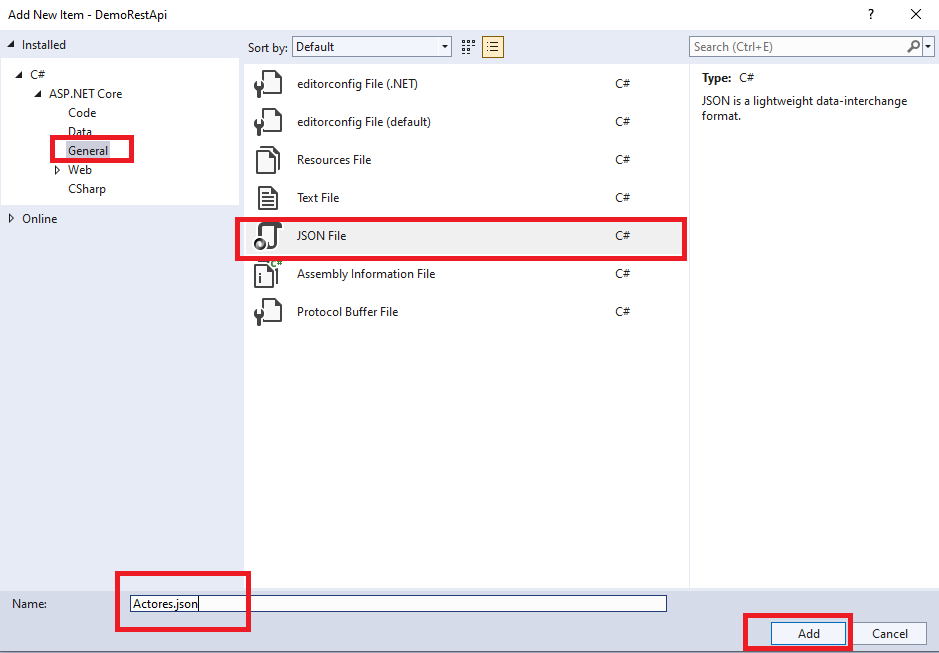 Add New Item - DemoRestApi
?
Installed
Sort by: Default
Search (Ctrl+E)
C#
ASP.NET Core
Code
Data
General
Web
CSharp
Online
editorconfig File (.NET) C#
editorconfig File (default) C#
Resources File C#
Text File C#
JSON File C#
Assembly Information File C#
Protocol Buffer File C#
Type: C#
JSON is a lightweight data-interchange
format.
Name: Actores.json
Add Cancel